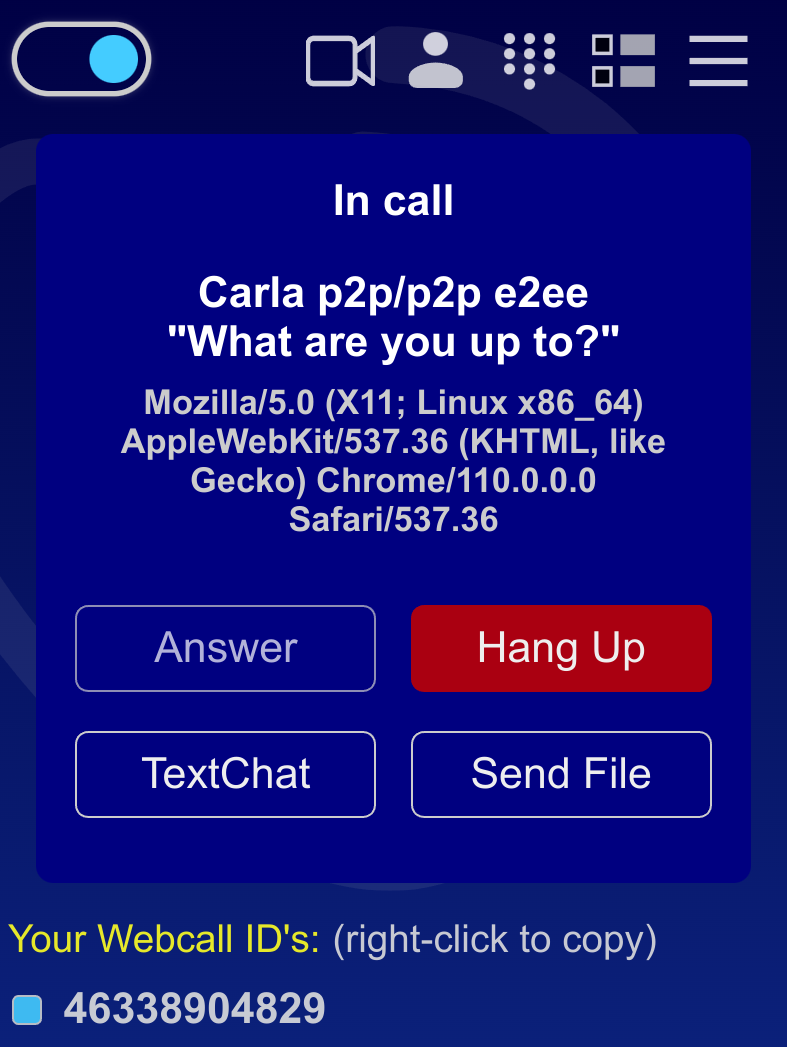 In call
Carla p2p/p2p e2ee
"What are you up to?"
Mozilla/5.0 (X11; Linux x86_64)
AppleWebKit/537.36 (KHTML, like
Gecko) Chrome/110.0.0.0
Safari/537.36
Answer
Hang Up
TextChat
Send File
Your Webcall ID's: (right-click to copy)
46338904829